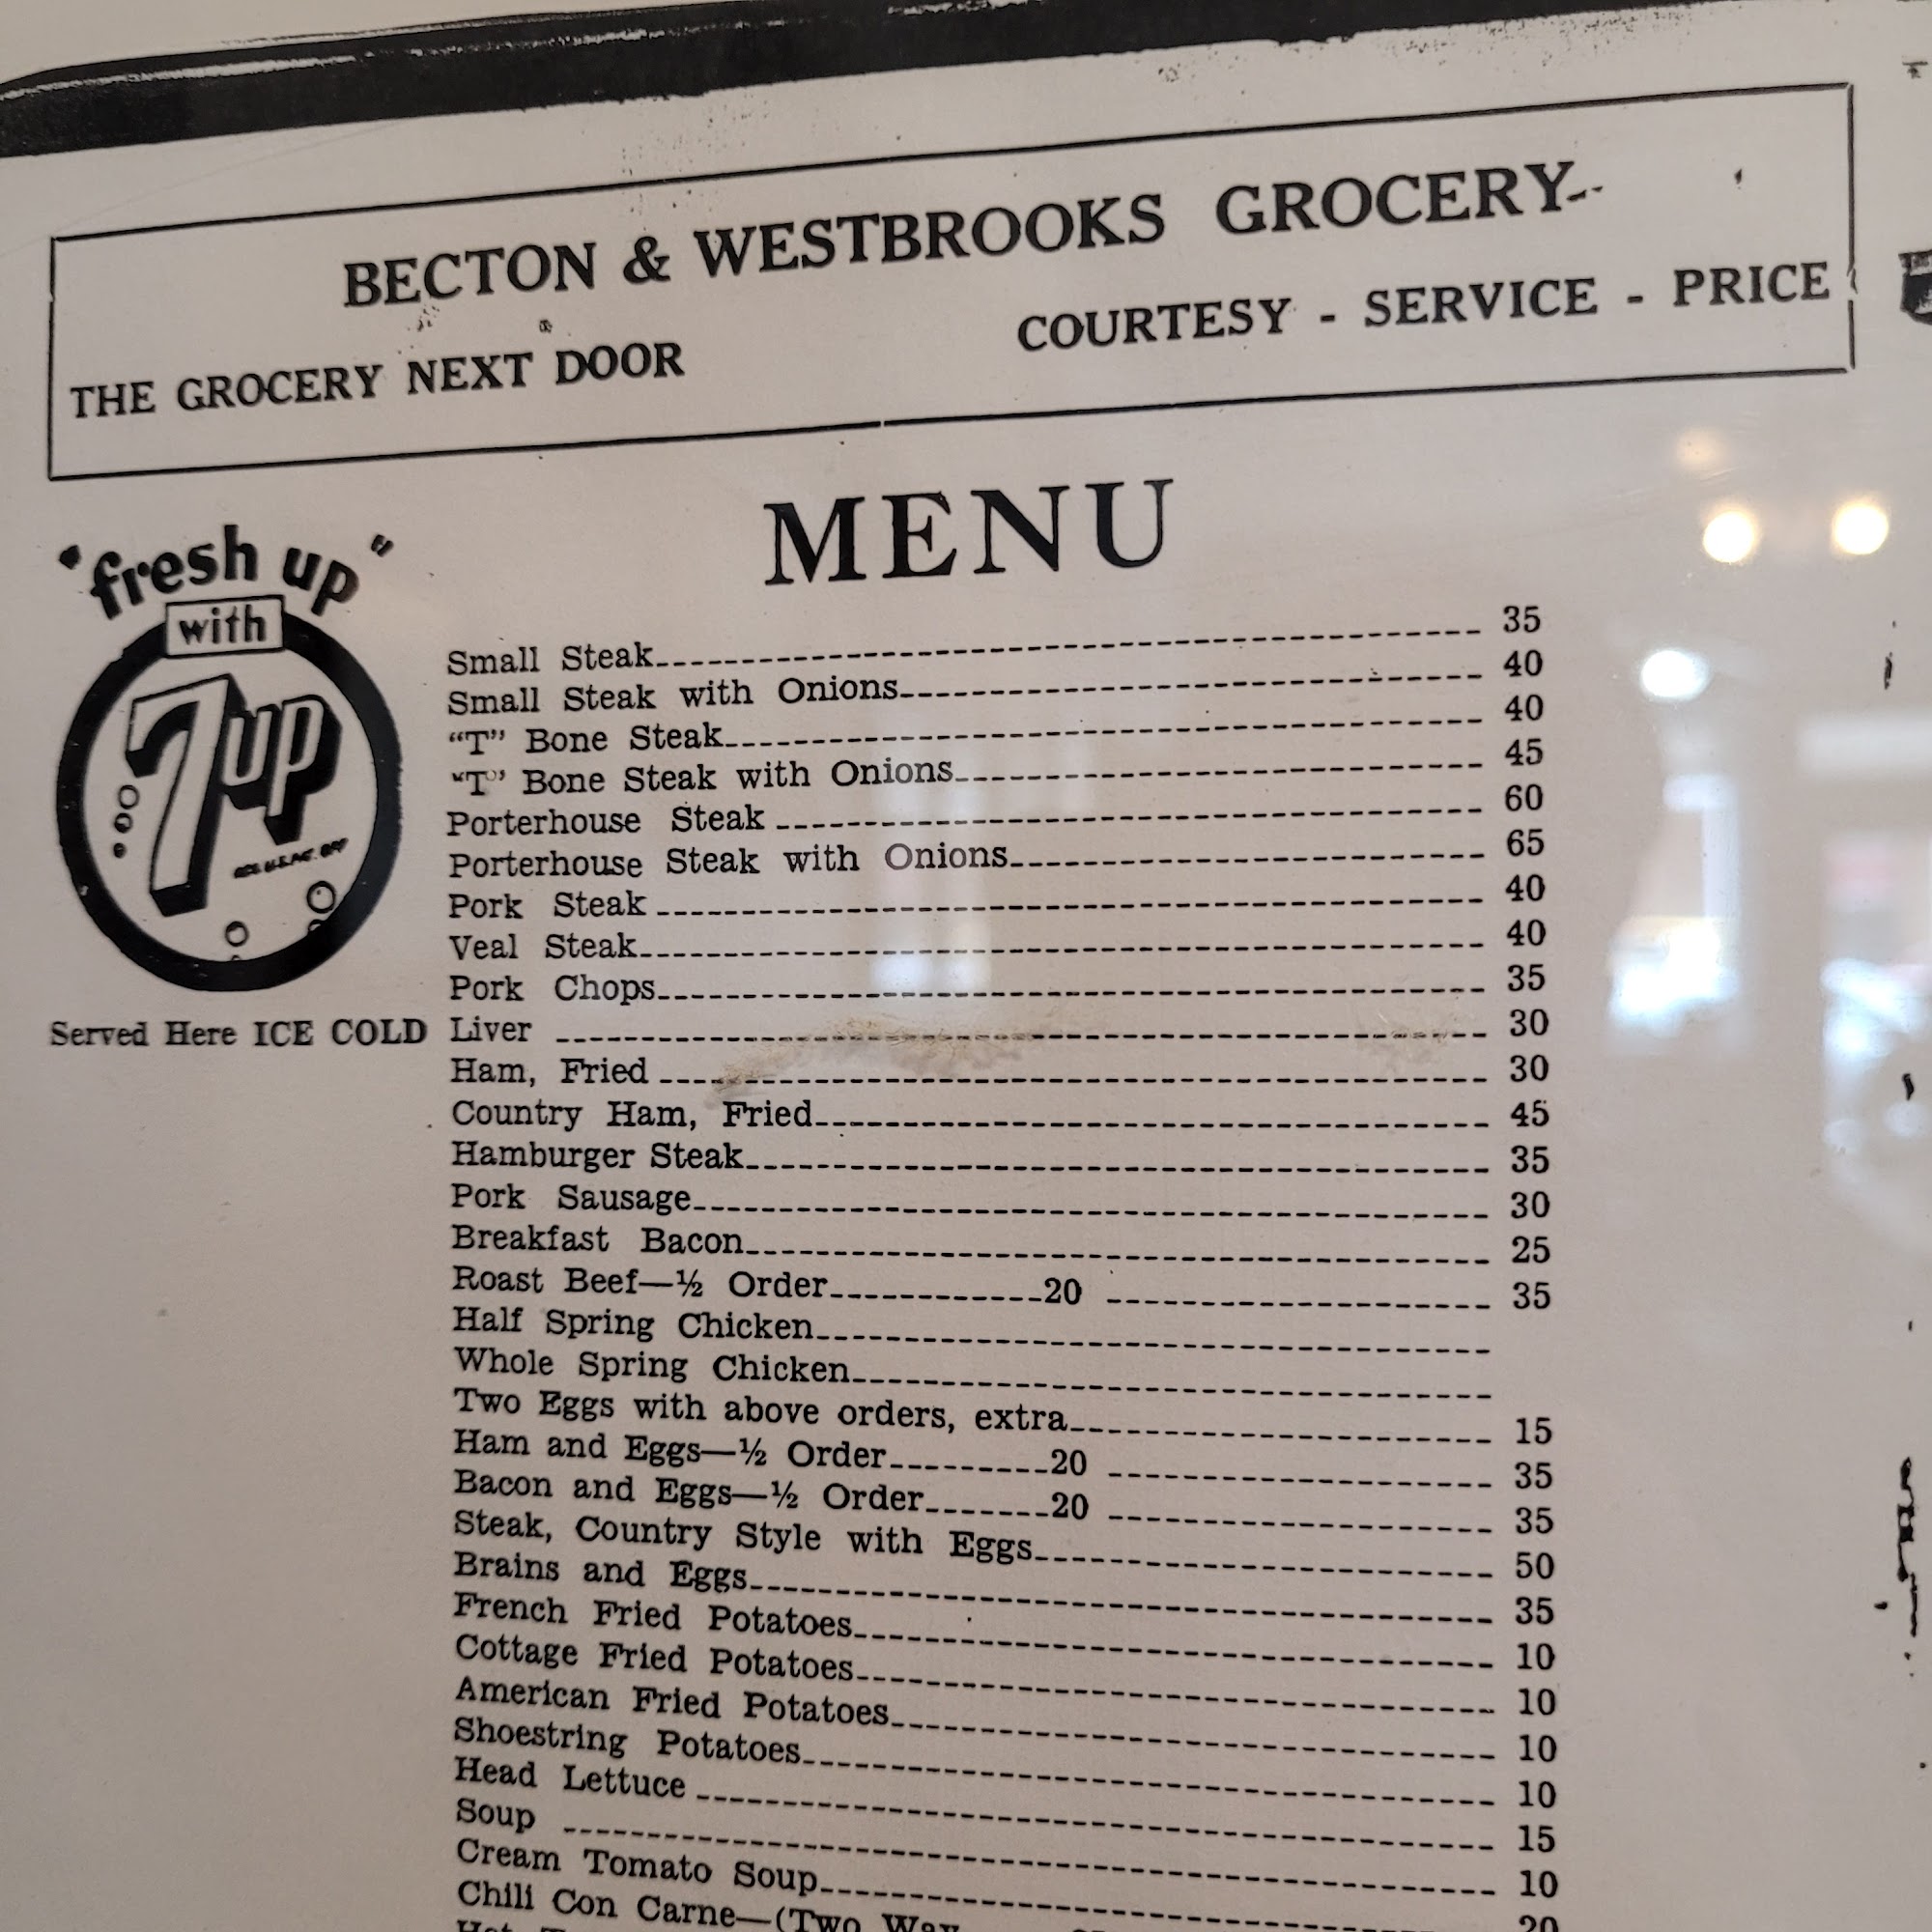 BECTON & WESTBROOKS GROCERY
THE GROCERY NEXT DOOR COURTESY - SERVICE - PRICE
MENU
"fresh up"
with
7up
Served Here ICE COLD
Small Steak 35
Small Steak with Onions 40
“T” Bone Steak 40
“T” Bone Steak with Onions 45
Porterhouse Steak 60
Porterhouse Steak with Onions 65
Pork Steak 40
Veal Steak 40
Pork Chops 35
Liver 30
Ham, Fried 30
Country Ham, Fried 45
Hamburger Steak 35
Pork Sausage 30
Breakfast Bacon 25
Roast Beef—½ Order 20 35
Half Spring Chicken
Whole Spring Chicken
Two Eggs with above orders, extra 15
Ham and Eggs—½ Order 20 35
Bacon and Eggs—½ Order 20 35
Steak, Country Style with Eggs 50
Brains and Eggs 35
French Fried Potatoes 10
Cottage Fried Potatoes 10
American Fried Potatoes 10
Shoestring Potatoes 10
Head Lettuce 15
Soup 10
Cream Tomato Soup 20
Chili Con Carne—(Two Way